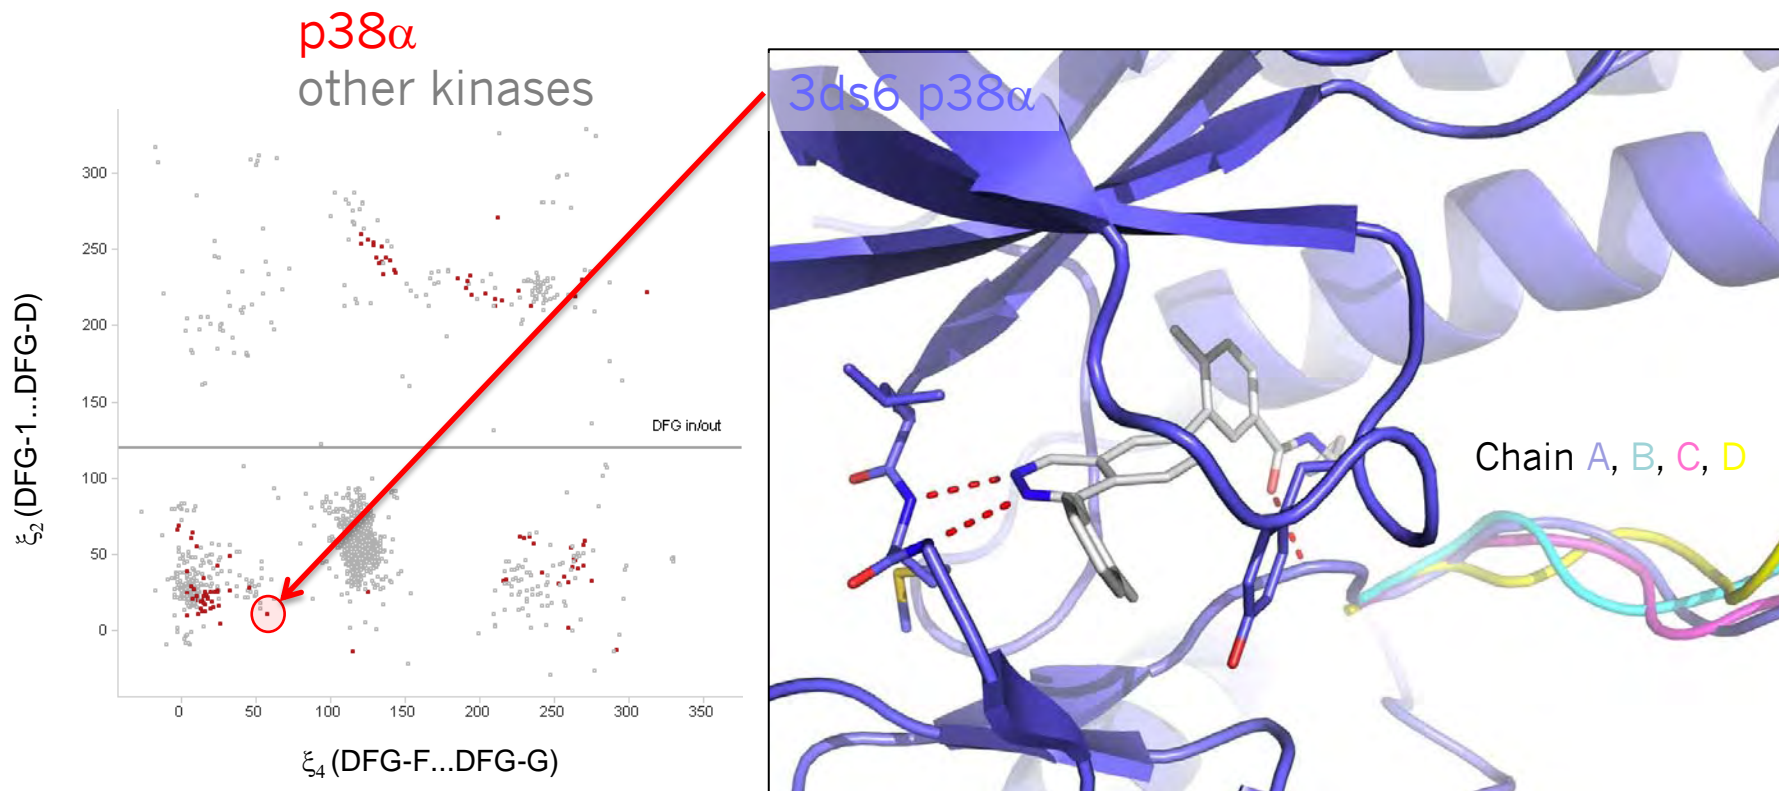 p38α
other kinases
3ds6 p38α
300
250
200
150
100
50
0
DFG in/out
ξ2 (DFG-1...DFG-D)
0 50 100 150 200 250 300 350
ξ4 (DFG-F...DFG-G)
Chain A, B, C, D